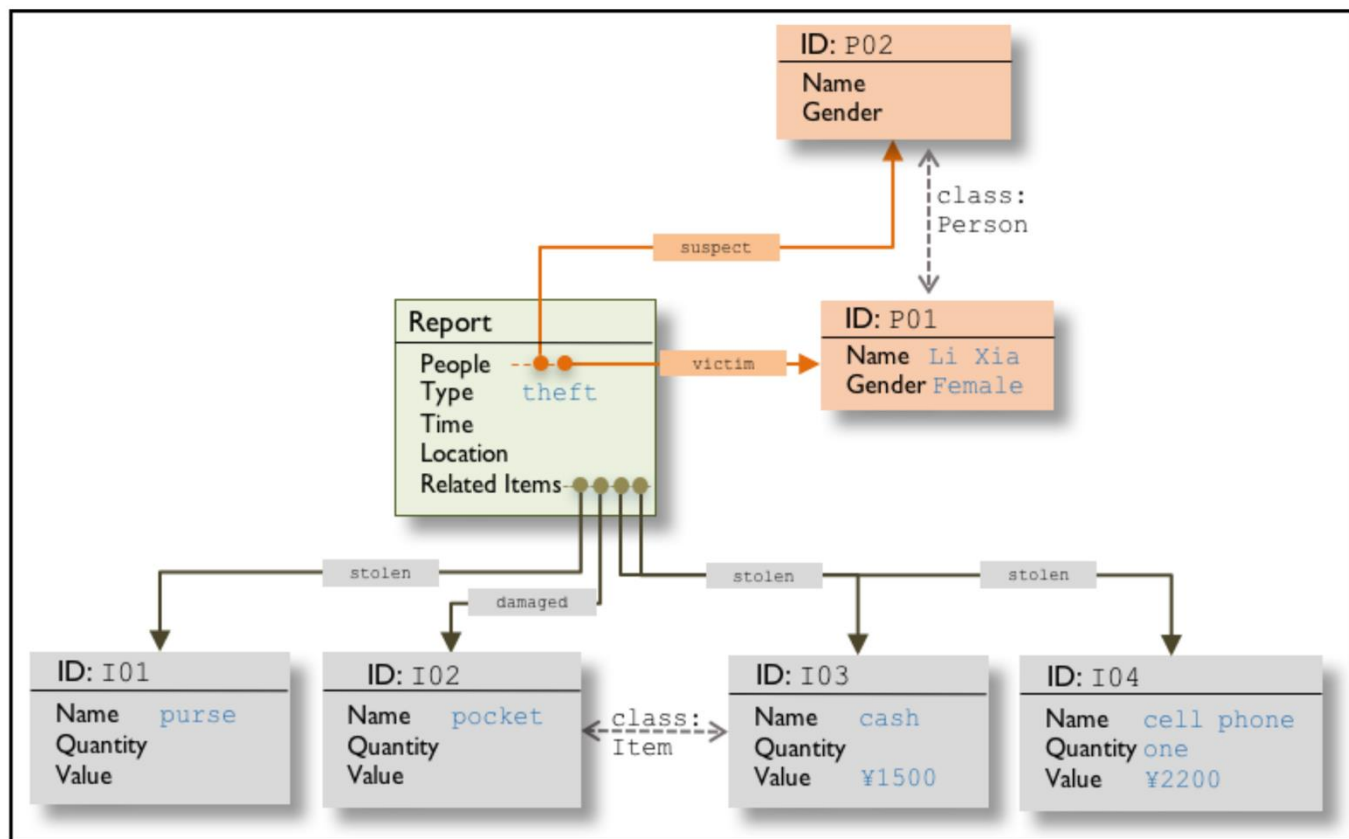 ID: P02
Name
Gender
class:
Person
suspect
Report
People
Type theft
Time
Location
Related Items
victim
ID: P01
Name Li Xia
Gender Female
stolen
damaged
stolen
stolen
ID: I01
Name purse
Quantity
Value
ID: I02
Name pocket
Quantity
Value
class:
Item
ID: I03
Name cash
Quantity
Value ¥1500
ID: I04
Name cell phone
Quantity one
Value ¥2200